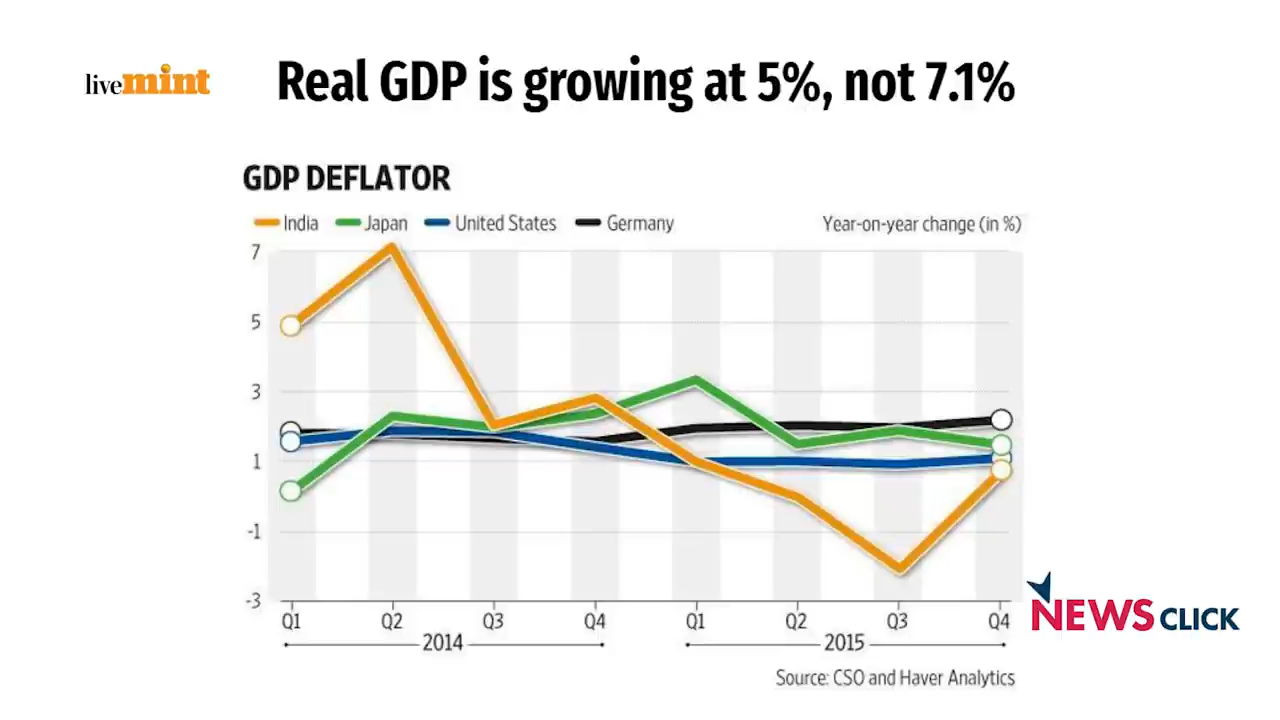 livemint
Real GDP is growing at 5%, not 7.1%
GDP DEFLATOR
India Japan United States Germany Year-on-year change (in %)
7
5
3
1
-1
-3
Q1 Q2 Q3 Q4 Q1 Q2 Q3 Q4
2014 2015
NEWS CLICK
Source: CSO and Haver Analytics